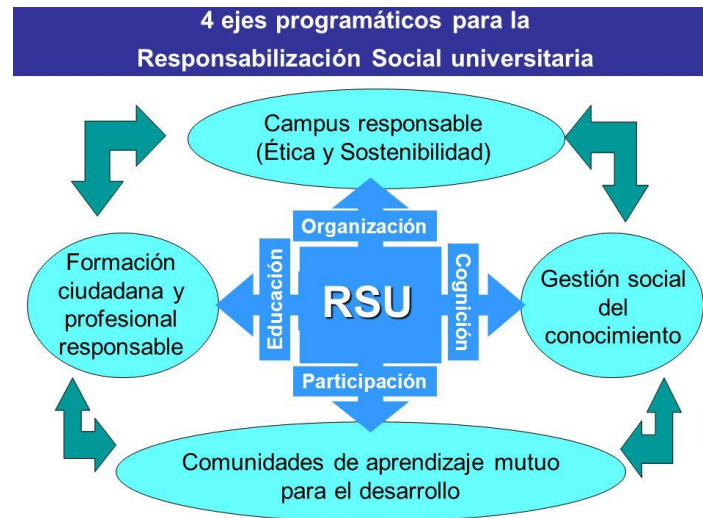 4 ejes programáticos para la
Responsabilización Social universitaria
Campus responsable
(Ética y Sostenibilidad)
Organización
Formación
ciudadana y
profesional
responsable
Educación
RSU
Cognición
Gestión social
del
conocimiento
Participación
Comunidades de aprendizaje mutuo
para el desarrollo